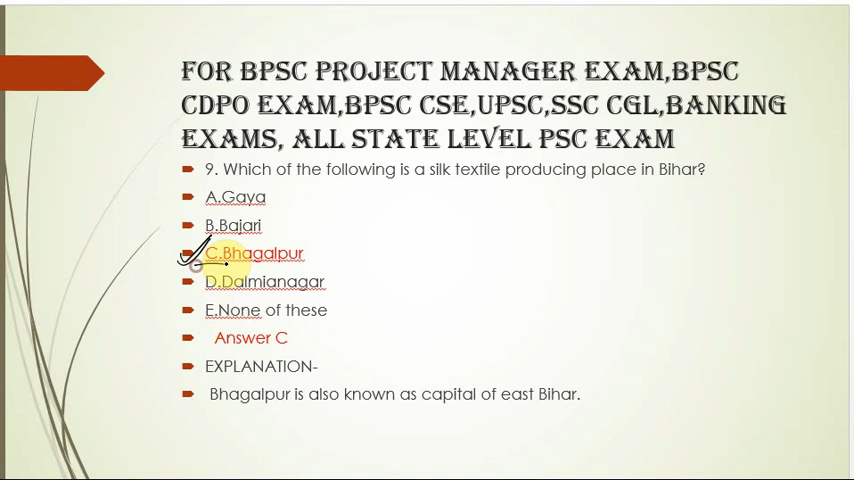 FOR BPSC PROJECT MANAGER EXAM,BPSC
CDPO EXAM,BPSC CSE,UPSC,SSC CGL,BANKING
EXAMS, ALL STATE LEVEL PSC EXAM
9. Which of the following is a silk textile producing place in Bihar?
A.Gaya
B.Bajari
C.Bhagalpur
D.Dalmianagar
E.None of these
Answer C
EXPLANATION-
Bhagalpur is also known as capital of east Bihar.